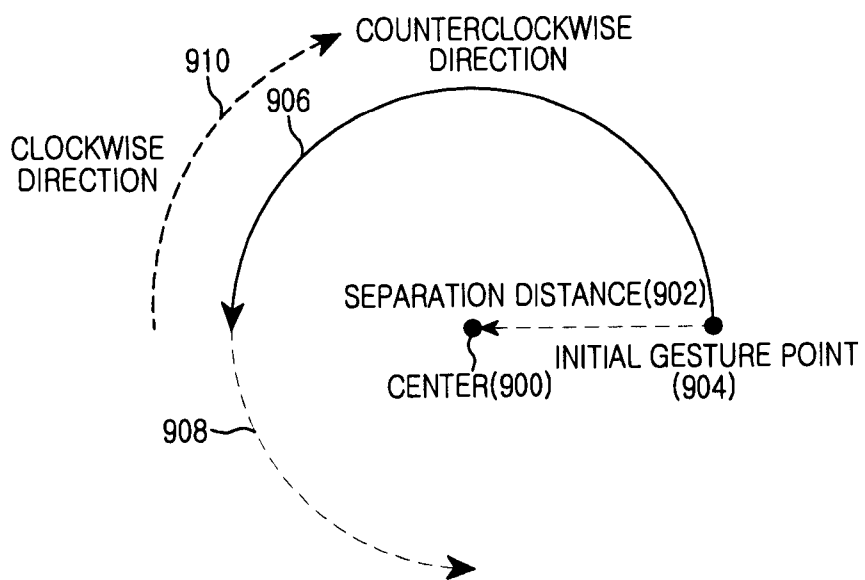 COUNTERCLOCKWISE
DIRECTION
910
906
CLOCKWISE
DIRECTION
SEPARATION DISTANCE(902)
INITIAL GESTURE POINT
(904)
CENTER(900)
908